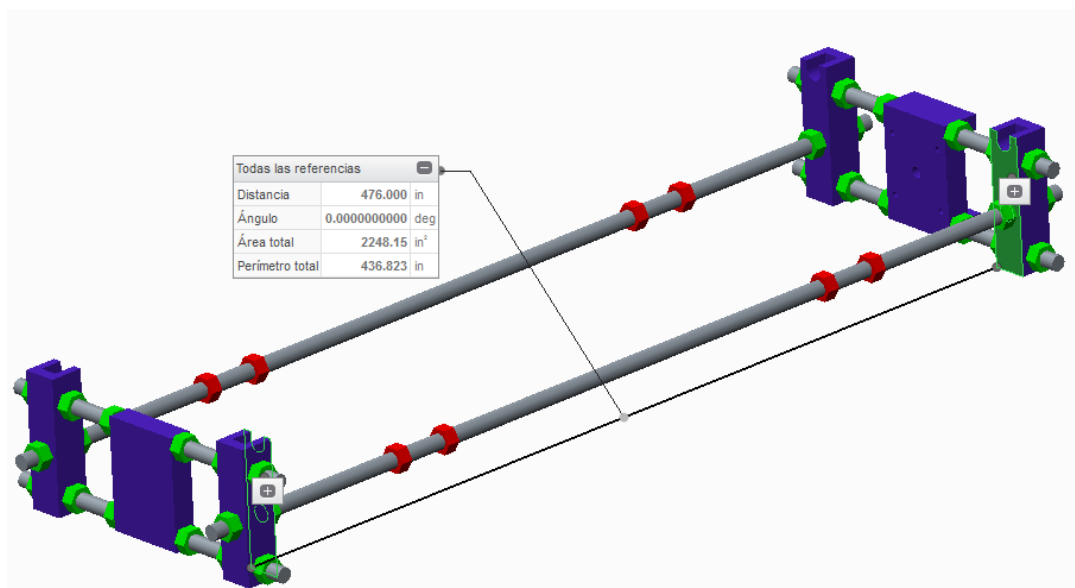 Todas las referencias
Distancia 476.000 in
Ángulo 0.0000000000 deg
Área total 2248.15 in²
Perímetro total 436.823 in